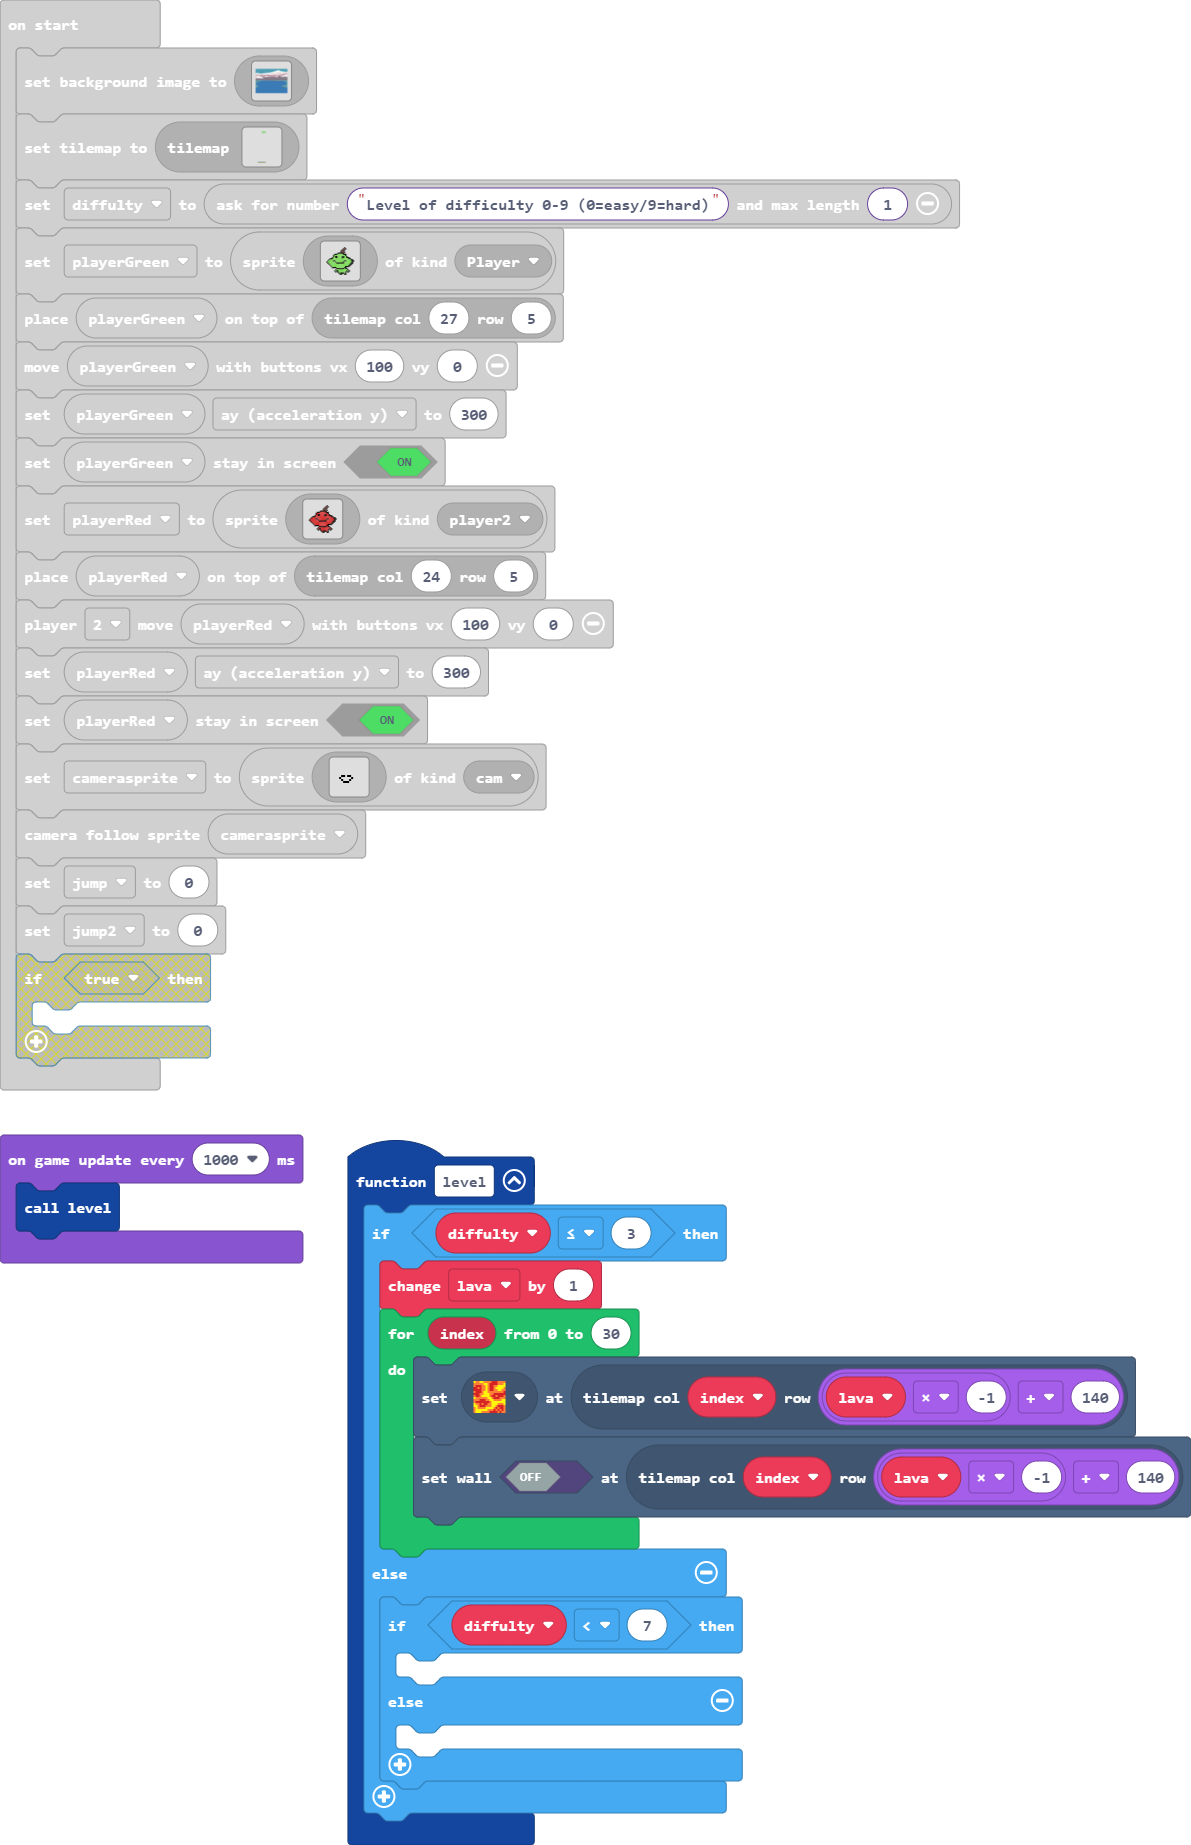 on start
set background image to
set tilemap to tilemap
set diffulty to ask for number "Level of difficulty 0-9 (0=easy/9=hard)" and max length 1
set playerGreen to sprite of kind Player
place playerGreen on top of tilemap col 27 row 5
move playerGreen with buttons vx 100 vy 0
set playerGreen ay (acceleration y) to 300
set playerGreen stay in screen ON
set playerRed to sprite of kind player2
place playerRed on top of tilemap col 24 row 5
player 2 move playerRed with buttons vx 100 vy 0
set playerRed ay (acceleration y) to 300
set playerRed stay in screen ON
set camerasprite to sprite of kind cam
camera follow sprite camerasprite
set jump to 0
set jump2 to 0
if true then
on game update every 1000 ms
call level
function level
if diffulty ≤ 3 then
change lava by 1
for index from 0 to 30
do
set at tilemap col index row lava × -1 + 140
set wall OFF at tilemap col index row lava × -1 + 140
else
if diffulty < 7 then
else